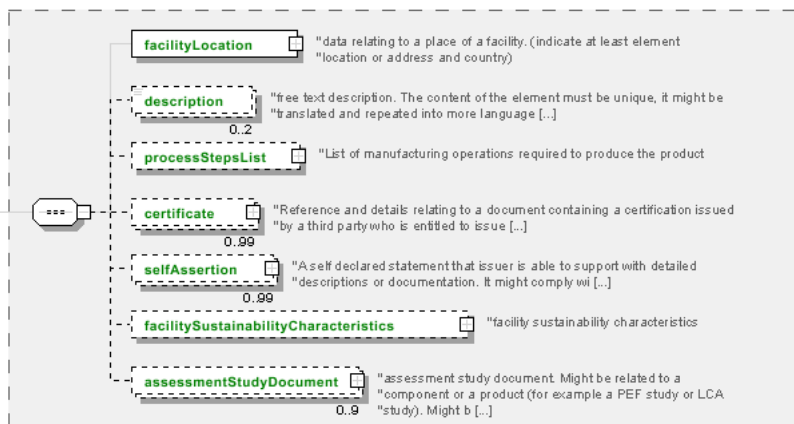 facilityLocation
"data relating to a place of a facility. (indicate at least element
"location or address and country)
description
"free text description. The content of the element must be unique, it might be
"translated and repeated into more language [...]
0..2
processStepsList
"List of manufacturing operations required to produce the product
certificate
"Reference and details relating to a document containing a certification issued
"by a third party who is entitled to issue [...]
0..99
selfAssertion
"A self declared statement that issuer is able to support with detailed
"descriptions or documentation. It might comply wi [...]
0..99
facilitySustainabilityCharacteristics
"facility sustainability characteristics
assessmentStudyDocument
"assessment study document. Might be related to a
"component or a product (for example a PEF study or LCA
"study). Might b [...]
0..9